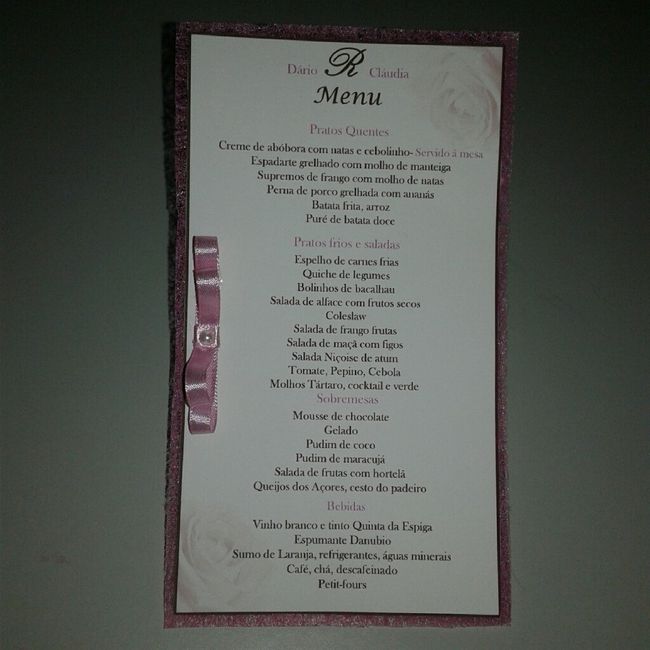 Dário R Cláudia
Menu
Pratos Quentes
Creme de abóbora com natas e cebolinho- Servido à mesa
Espadarte grelhado com molho de manteiga
Supremos de frango com molho de natas
Perna de porco grelhada com ananás
Batata frita, arroz
Puré de batata doce
Pratos frios e saladas
Espelho de carnes frias
Quiche de legumes
Bolinhos de bacalhau
Salada de alface com frutos secos
Coleslaw
Salada de frango frutas
Salada de maçã com figos
Salada Niçoise de atum
Tomate, Pepino, Cebola
Molhos Tártaro, cocktail e verde
Sobremesas
Mousse de chocolate
Gelado
Pudim de coco
Pudim de maracujá
Salada de frutas com hortelã
Queijos dos Açores, cesto do padeiro
Bebidas
Vinho branco e tinto Quinta da Espiga
Espumante Danubio
Sumo de Laranja, refrigerantes, águas minerais
Café, chá, descafeinado
Petit-fours